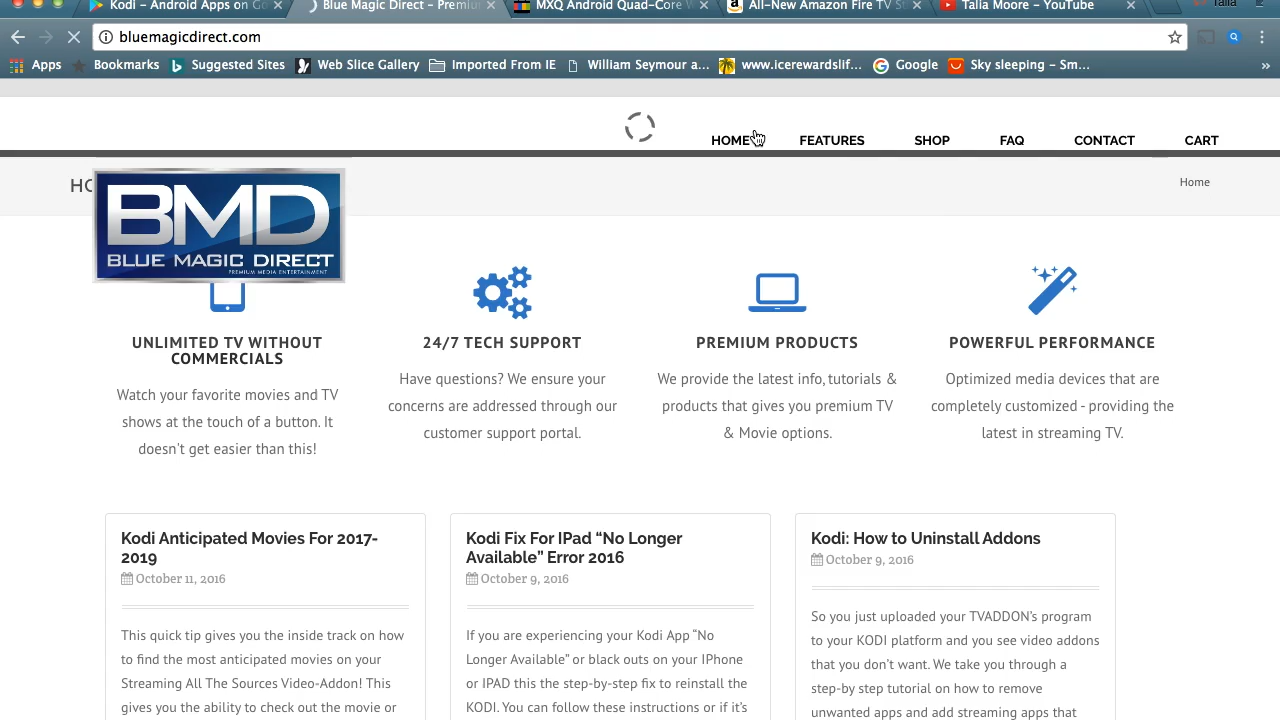 Kodi – Android Apps on Go
Blue Magic Direct – Premiu
MXQ Android Quad-Core W
All-New Amazon Fire TV St
Talia Moore – YouTube
Talia
bluemagicdirect.com
Apps
Bookmarks
Suggested Sites
Web Slice Gallery
Imported From IE
William Seymour a...
www.icerewardslif...
Google
Sky sleeping – Sm...
»
HOME
FEATURES
SHOP
FAQ
CONTACT
CART
HO
Home
BMD
BLUE MAGIC DIRECT
PREMIUM MEDIA ENTERTAINMENT
UNLIMITED TV WITHOUT
COMMERCIALS
Watch your favorite movies and TV
shows at the touch of a button. It
doesn't get easier than this!
24/7 TECH SUPPORT
Have questions? We ensure your
concerns are addressed through our
customer support portal.
PREMIUM PRODUCTS
We provide the latest info, tutorials &
products that gives you premium TV
& Movie options.
POWERFUL PERFORMANCE
Optimized media devices that are
completely customized - providing the
latest in streaming TV.
Kodi Anticipated Movies For 2017-
2019
October 11, 2016
This quick tip gives you the inside track on how
to find the most anticipated movies on your
Streaming All The Sources Video-Addon! This
gives you the ability to check out the movie or
Kodi Fix For IPad “No Longer
Available” Error 2016
October 9, 2016
If you are experiencing your Kodi App “No
Longer Available” or black outs on your IPhone
or IPAD this the step-by-step fix to reinstall the
KODI. You can follow these instructions or if it’s
Kodi: How to Uninstall Addons
October 9, 2016
So you just uploaded your TVADDON’s program
to your KODI platform and you see video addons
that you don’t want. We take you through a
step-by step tutorial on how to remove
unwanted apps and add streaming apps that